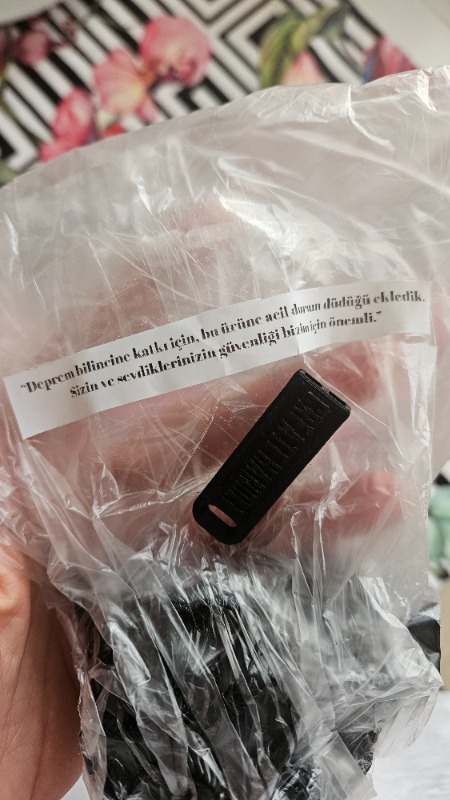 “Deprem bilincine katkı için, bu ürüne acil durum düdüğü ekledik.
Sizin ve sevdiklerinizin güvenliği bizim için önemli.”